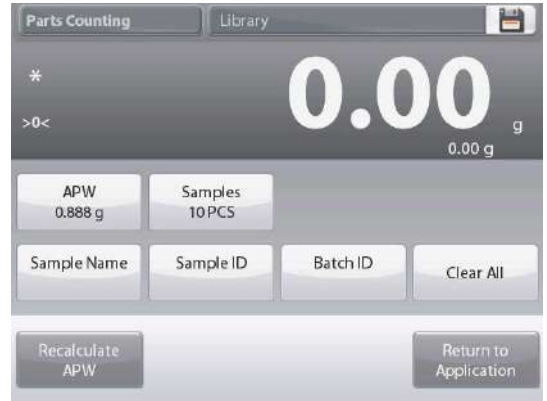 Parts Counting
Library
*
0.00
>0<
g
0.00 g
APW
0.888 g
Samples
10 PCS
Sample Name
Sample ID
Batch ID
Clear All
Recalculate
APW
Return to
Application